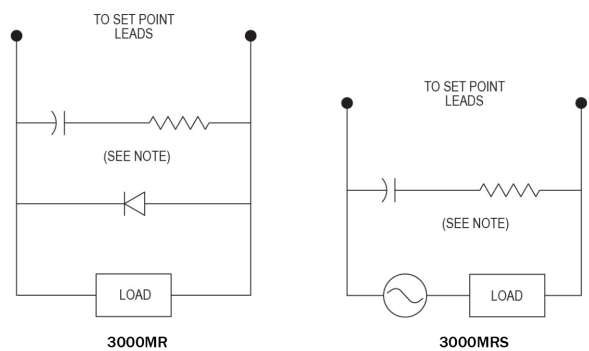 TO SET POINT
LEADS
(SEE NOTE)
LOAD
3000MR
TO SET POINT
LEADS
(SEE NOTE)
LOAD
3000MRS